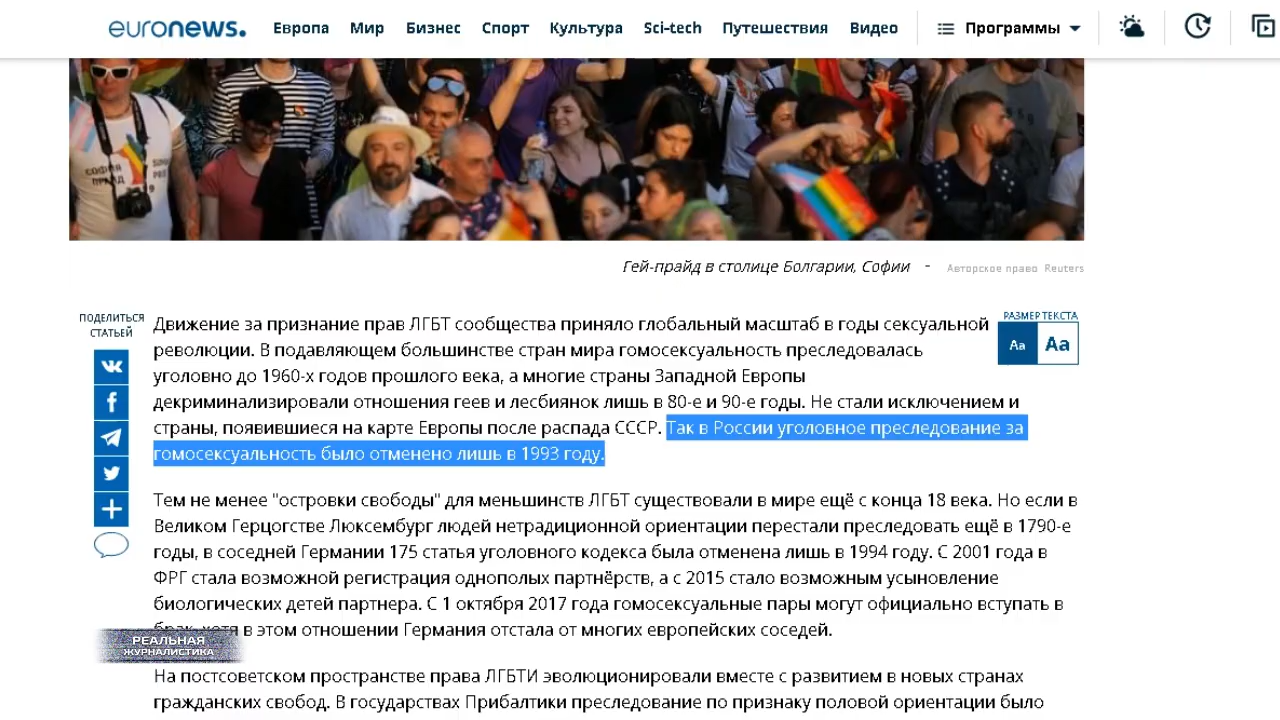 euronews.
Европа Мир Бизнес Спорт Культура Sci-tech Путешествия Видео Программы
СОФИЯ
ПРАЙД
Гей-прайд в столице Болгарии, Софии - Авторское право Reuters
ПОДЕЛИТЬСЯ
СТАТЬЕЙ
РАЗМЕР ТЕКСТА
Aa Aa
Движение за признание прав ЛГБТ сообщества приняло глобальный масштаб в годы сексуальной
революции. В подавляющем большинстве стран мира гомосексуальность преследовалась
уголовно до 1960-х годов прошлого века, а многие страны Западной Европы
декриминализировали отношения геев и лесбиянок лишь в 80-е и 90-е годы. Не стали исключением и
страны, появившиеся на карте Европы после распада СССР. Так в России уголовное преследование за
гомосексуальность было отменено лишь в 1993 году.
Тем не менее "островки свободы" для меньшинств ЛГБТ существовали в мире ещё с конца 18 века. Но если в
Великом Герцогстве Люксембург людей нетрадиционной ориентации перестали преследовать ещё в 1790-е
годы, в соседней Германии 175 статья уголовного кодекса была отменена лишь в 1994 году. С 2001 года в
ФРГ стала возможной регистрация однополых партнёрств, а с 2015 стало возможным усыновление
биологических детей партнера. С 1 октября 2017 года гомосексуальные пары могут официально вступать в
брак, хотя в этом отношении Германия отстала от многих европейских соседей.
РЕАЛЬНАЯ
ЖУРНАЛИСТИКА
На постсоветском пространстве права ЛГБТИ эволюционировали вместе с развитием в новых странах
гражданских свобод. В государствах Прибалтики преследование по признаку половой ориентации было